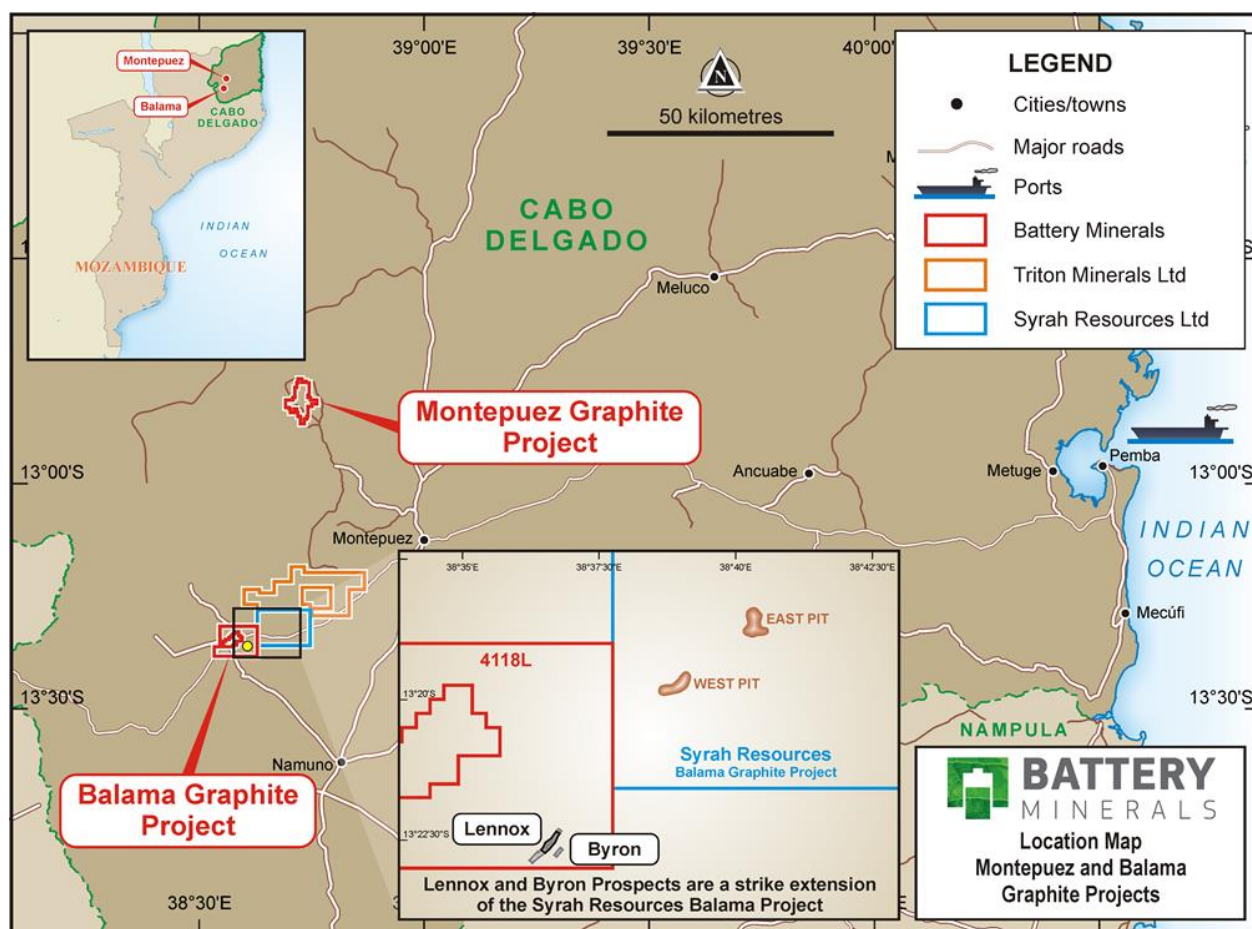 39°00'E
39°30'E
40°00'E
Montepuez
Balama
CABO
DELGADO
INDIAN
OCEAN
MOZAMBIQUE
N
50 kilometres
LEGEND
Cities/towns
Major roads
Ports
Battery Minerals
Triton Minerals Ltd
Syrah Resources Ltd
CABO
DELGADO
Meluco
Montepuez Graphite
Project
13°00'S
13°00'S
Ancuabe
Metuge
Pemba
INDIAN
OCEAN
Montepuez
Mecúfi
38°35'E
38°37'30"E
38°40'E
38°42'30"E
EAST PIT
4118L
WEST PIT
13°20'S
13°30'S
13°30'S
NAMPULA
Syrah Resources
Balama Graphite Project
Namuno
Balama Graphite
Project
13°22'30"S
Lennox
Byron
Lennox and Byron Prospects are a strike extension
of the Syrah Resources Balama Project
BATTERY
MINERALS
Location Map
Montepuez and Balama
Graphite Projects
38°30'E